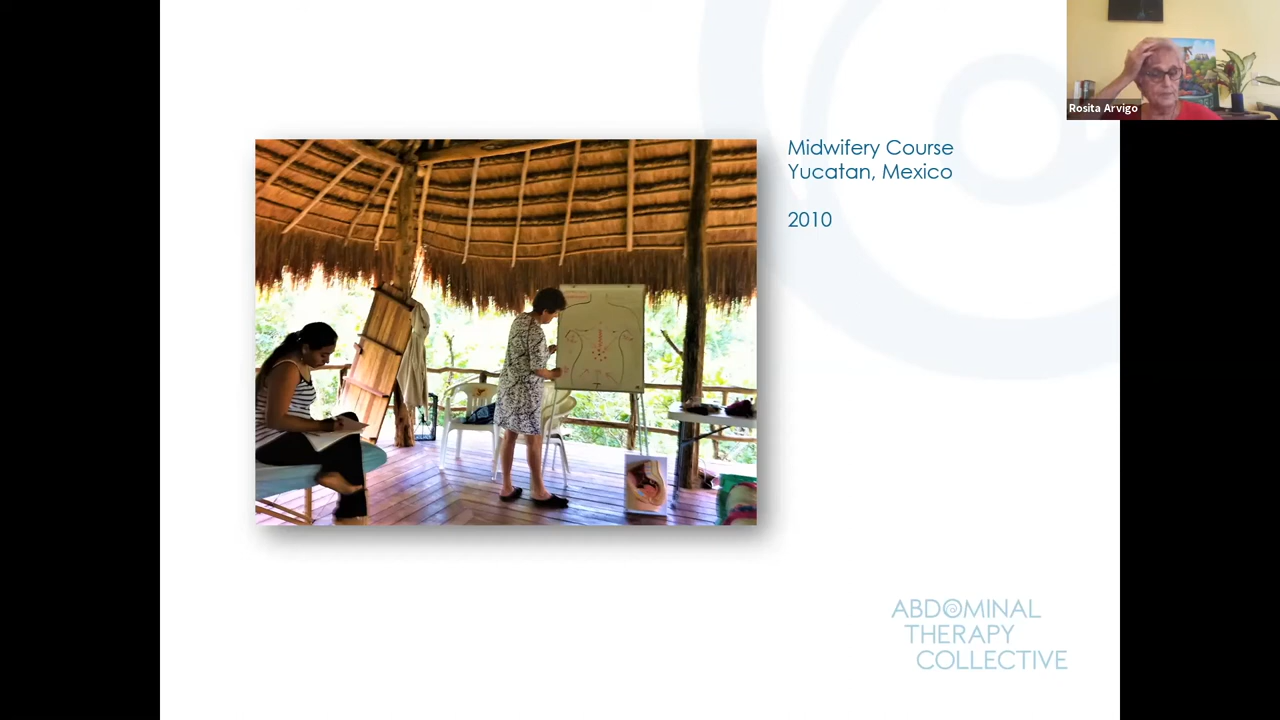 Rosita Arvigo
Midwifery Course
Yucatan, Mexico
2010
ABDOMINAL
THERAPY
COLLECTIVE